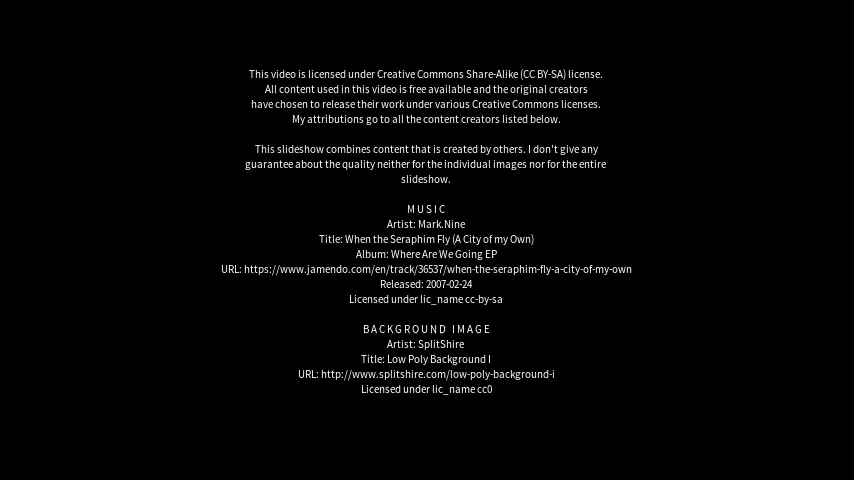 This video is licensed under Creative Commons Share-Alike (CC BY-SA) license.
All content used in this video is free available and the original creators
have chosen to release their work under various Creative Commons licenses.
My attributions go to all the content creators listed below.
This slideshow combines content that is created by others. I don't give any
guarantee about the quality neither for the individual images nor for the entire
slideshow.
MUSIC
Artist: Mark.Nine
Title: When the Seraphim Fly (A City of my Own)
Album: Where Are We Going EP
URL: https://www.jamendo.com/en/track/36537/when-the-seraphim-fly-a-city-of-my-own
Released: 2007-02-24
Licensed under lic_name cc-by-sa
BACKGROUND IMAGE
Artist: SplitShire
Title: Low Poly Background I
URL: http://www.splitshire.com/low-poly-background-i
Licensed under lic_name cc0